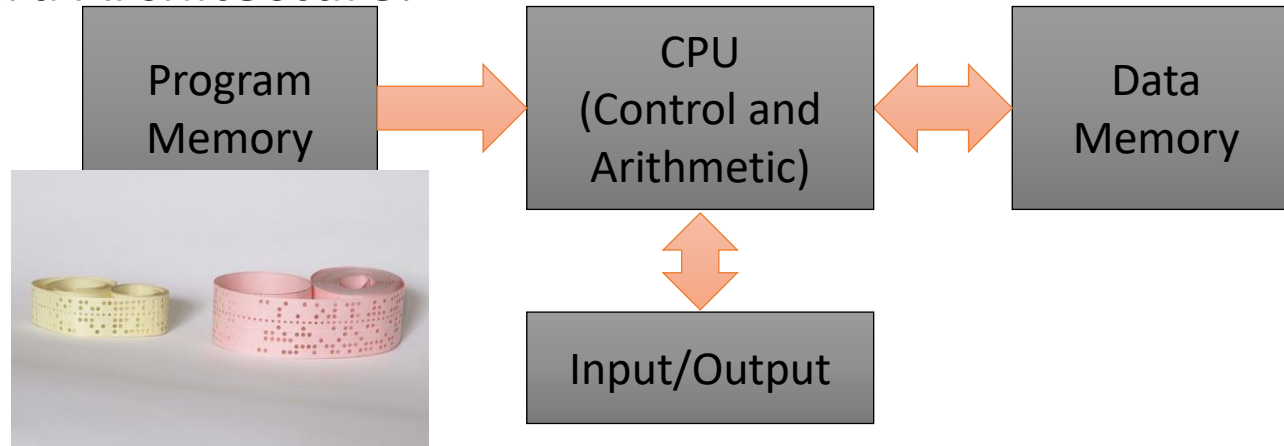 Program
Memory
CPU
(Control and
Arithmetic)
Data
Memory
Input/Output